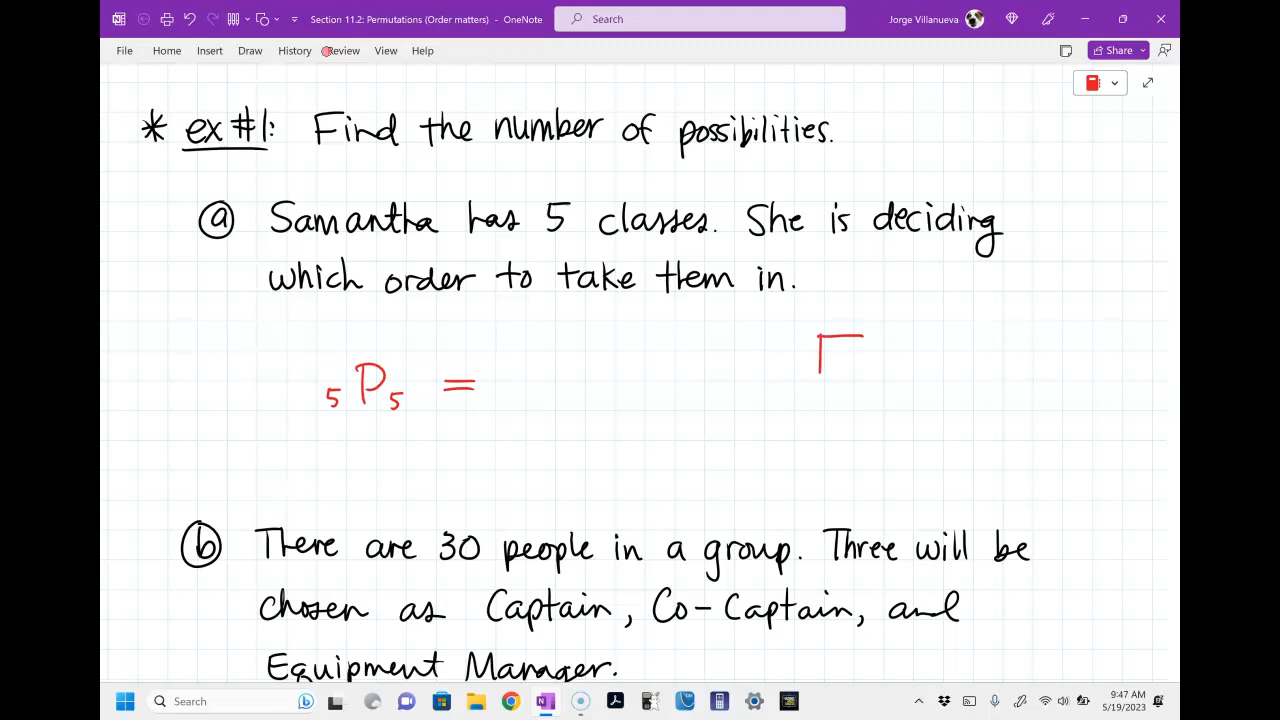 Section 11.2: Permutations (Order matters) - OneNote
Search
Jorge Villanueva
File Home Insert Draw History Review View Help
Share
* ex #1: Find the number of possibilities.
a Samantha has 5 classes. She is deciding
which order to take them in.
5P5 =
b There are 30 people in a group. Three will be
chosen as Captain, Co-Captain, and
Equipment Manager.
Search
9:47 AM
5/19/2023